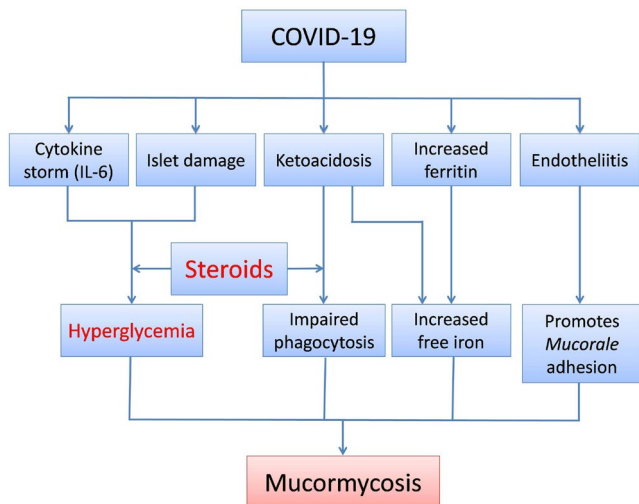 COVID-19
Cytokine
storm (IL-6)
Islet damage
Ketoacidosis
Increased
ferritin
Endotheliitis
Steroids
Hyperglycemia
Impaired
phagocytosis
Increased
free iron
Promotes
Mucorale
adhesion
Mucormycosis